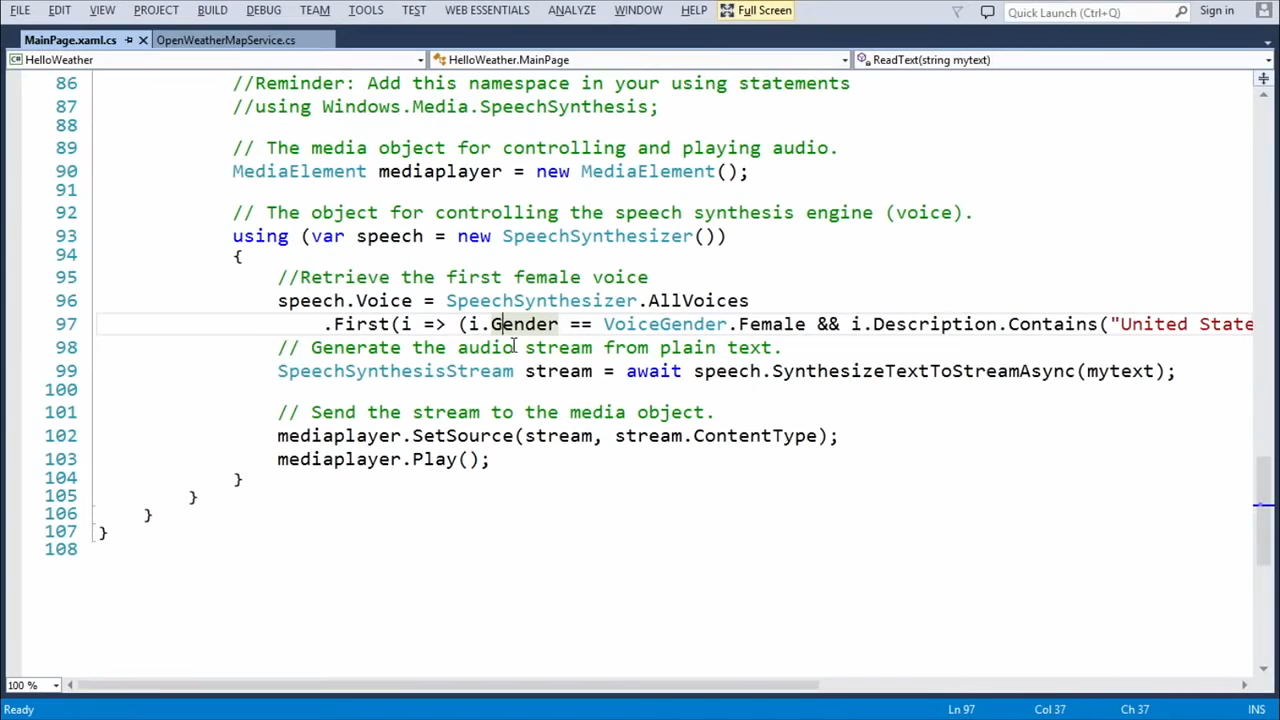 FILE EDIT VIEW PROJECT BUILD DEBUG TEAM TOOLS TEST WEB ESSENTIALS ANALYZE WINDOW HELP Full Screen Quick Launch (Ctrl+Q) Sign in
MainPage.xaml.cs OpenWeatherMapService.cs
HelloWeather HelloWeather.MainPage ReadText(string mytext)
86 //Reminder: Add this namespace in your using statements
87 //using Windows.Media.SpeechSynthesis;
88
89 // The media object for controlling and playing audio.
90 MediaElement mediaplayer = new MediaElement();
91
92 // The object for controlling the speech synthesis engine (voice).
93 using (var speech = new SpeechSynthesizer())
94 {
95 //Retrieve the first female voice
96 speech.Voice = SpeechSynthesizer.AllVoices
97 .First(i => (i.Gender == VoiceGender.Female && i.Description.Contains("United State
98 // Generate the audio stream from plain text.
99 SpeechSynthesisStream stream = await speech.SynthesizeTextToStreamAsync(mytext);
100
101 // Send the stream to the media object.
102 mediaplayer.SetSource(stream, stream.ContentType);
103 mediaplayer.Play();
104 }
105 }
106 }
107 }
108
100 %
Ready Ln 97 Col 37 Ch 37 INS